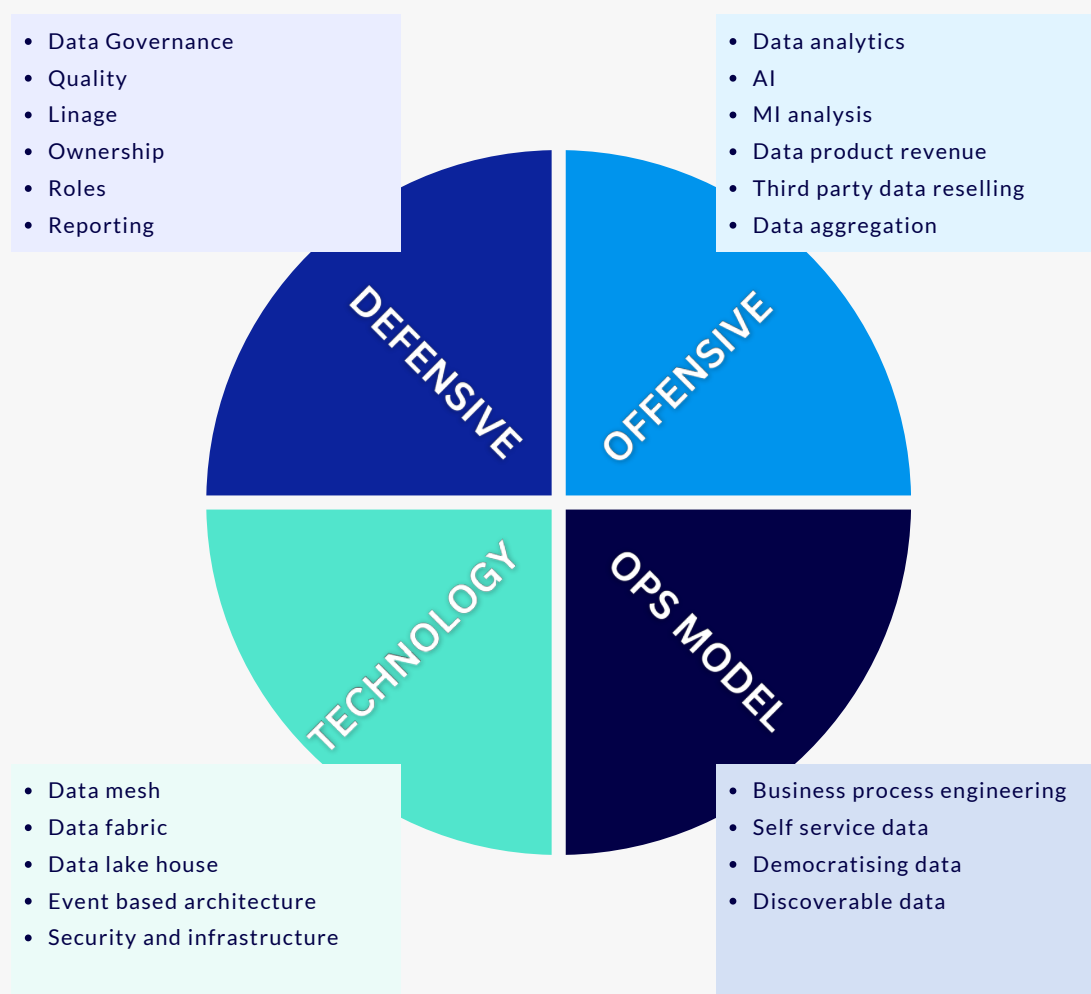 • Data Governance
• Quality
• Linage
• Ownership
• Roles
• Reporting
• Data analytics
• AI
• MI analysis
• Data product revenue
• Third party data reselling
• Data aggregation
DEFENSIVE
OFFENSIVE
TECHNOLOGY
OPS MODEL
• Data mesh
• Data fabric
• Data lake house
• Event based architecture
• Security and infrastructure
• Business process engineering
• Self service data
• Democratising data
• Discoverable data